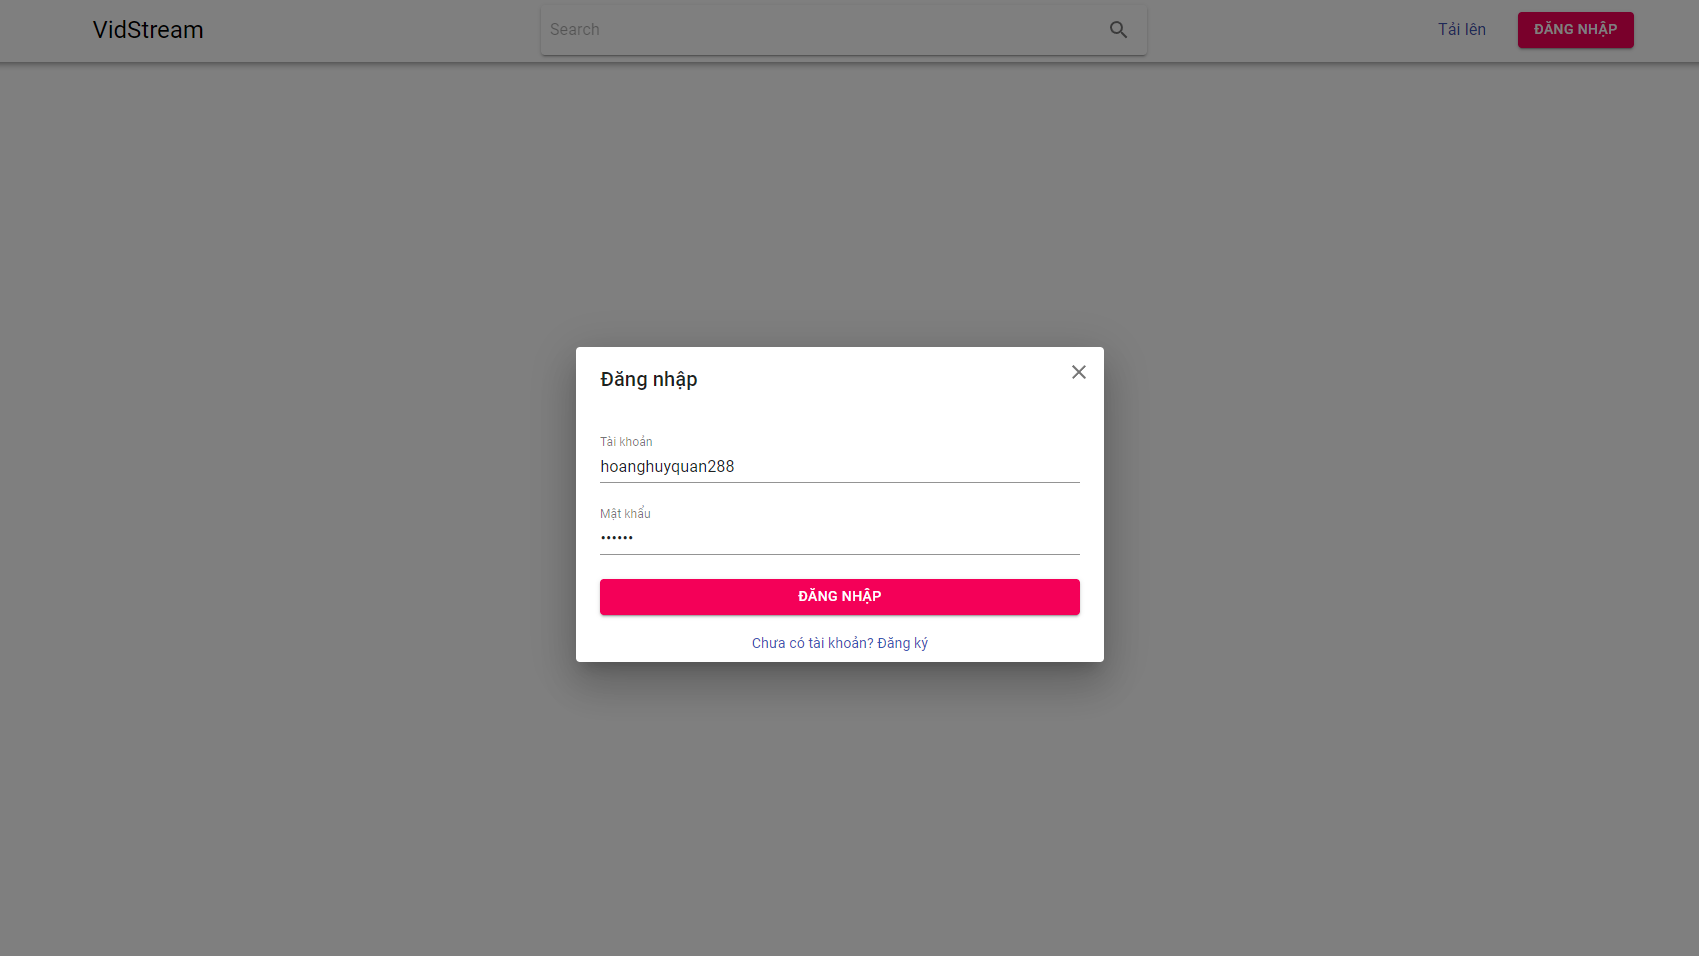 VidStream
Search
Tải lên
ĐĂNG NHẬP
Đăng nhập
Tài khoản
hoanghuyquan288
Mật khẩu
••••••
ĐĂNG NHẬP
Chưa có tài khoản? Đăng ký